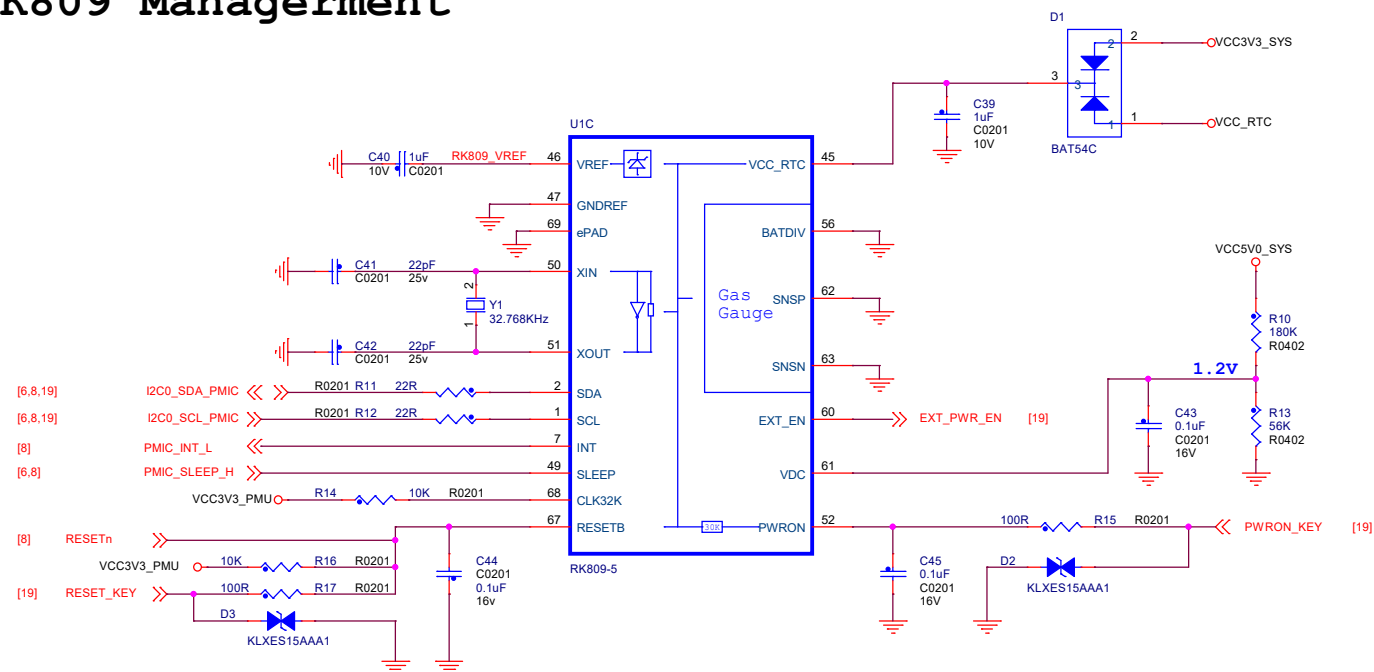 K809 Managerment
D1
2
2
VCC3V3_SYS
3
3
1
1
VCC_RTC
BAT54C
C39
1uF
C0201
10V
U1C
C40
1uF
10V
C0201
RK809_VREF
46
VREF
VCC_RTC
45
47
GNDREF
69
ePAD
BATDIV
56
C41
22pF
C0201
25v
50
XIN
2
Y1
32.768KHz
1
Gas
Gauge
SNSP
62
C42
22pF
C0201
25v
51
XOUT
SNSN
63
VCC5V0_SYS
R10
180K
R0402
1.2V
C43
0.1uF
C0201
16V
R13
56K
R0402
[6,8,19]
I2C0_SDA_PMIC
R0201
R11
22R
2
SDA
[6,8,19]
I2C0_SCL_PMIC
R0201
R12
22R
1
SCL
EXT_EN
60
EXT_PWR_EN
[19]
[8]
PMIC_INT_L
7
INT
[6,8]
PMIC_SLEEP_H
49
SLEEP
VDC
61
VCC3V3_PMU
R14
10K
R0201
68
CLK32K
67
RESETB
30K
PWRON
52
100R
R15
R0201
PWRON_KEY
[19]
[8]
RESETn
VCC3V3_PMU
10K
R16
R0201
[19]
RESET_KEY
100R
R17
R0201
D3
KLXES15AAA1
C44
C0201
0.1uF
16v
RK809-5
C45
0.1uF
C0201
16V
D2
KLXES15AAA1